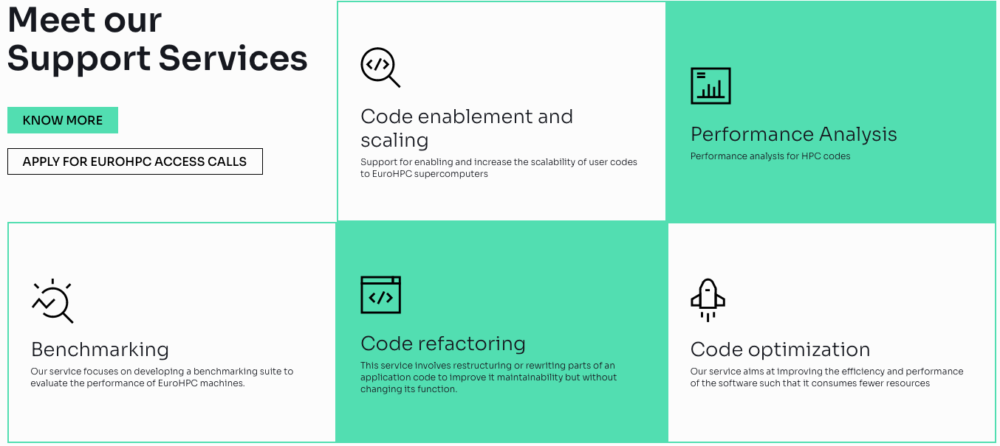 Meet our
Support Services
KNOW MORE
APPLY FOR EUROHPC ACCESS CALLS
Code enablement and
scaling
Support for enabling and increase the scalability of user codes
to EuroHPC supercomputers
Performance Analysis
Performance analysis for HPC codes
Benchmarking
Our service focuses on developing a benchmarking suite to
evaluate the performance of EuroHPC machines.
Code refactoring
This service involves restructuring or rewriting parts of an
application code to improve it maintainability but without
changing its function.
Code optimization
Our service aims at improving the efficiency and performance
of the software such that it consumes fewer resources